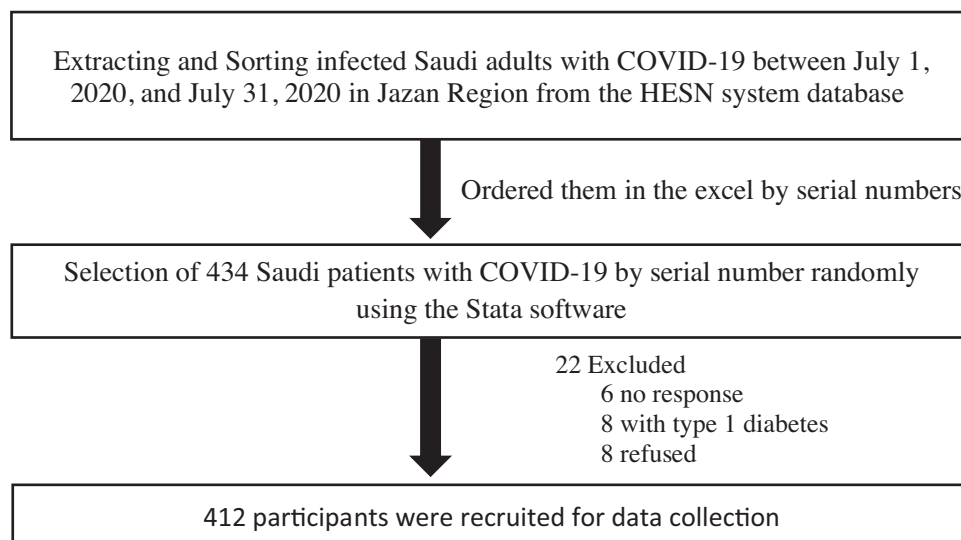 Extracting and Sorting infected Saudi adults with COVID-19 between July 1,
2020, and July 31, 2020 in Jazan Region from the HESN system database
Ordered them in the excel by serial numbers
Selection of 434 Saudi patients with COVID-19 by serial number randomly
using the Stata software
22 Excluded
6 no response
8 with type 1 diabetes
8 refused
412 participants were recruited for data collection